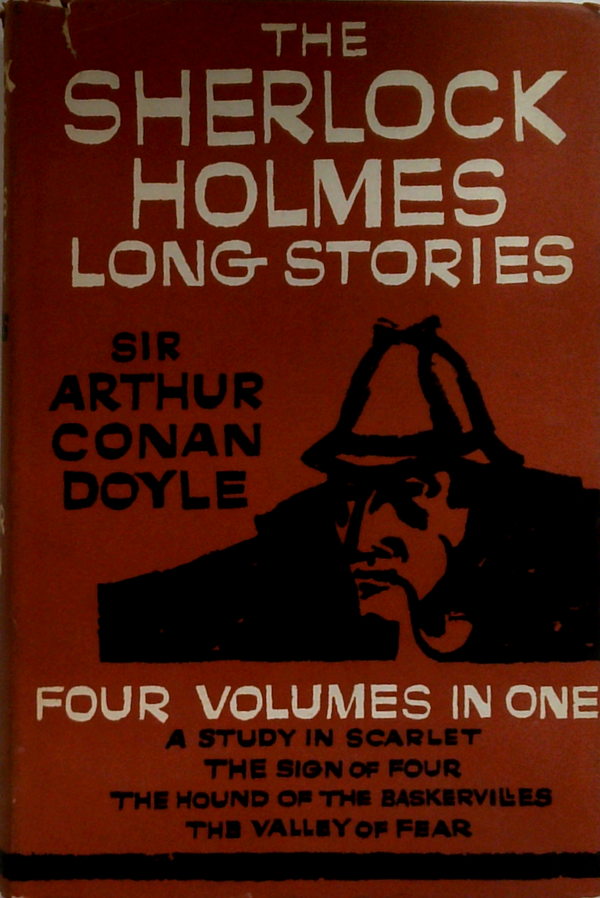 THE
SHERLOCK
HOLMES
LONG STORIES
SIR
ARTHUR
CONAN
DOYLE
FOUR VOLUMES IN ONE
A STUDY IN SCARLET
THE SIGN OF FOUR
THE HOUND OF THE BASKERVILLES
THE VALLEY OF FEAR